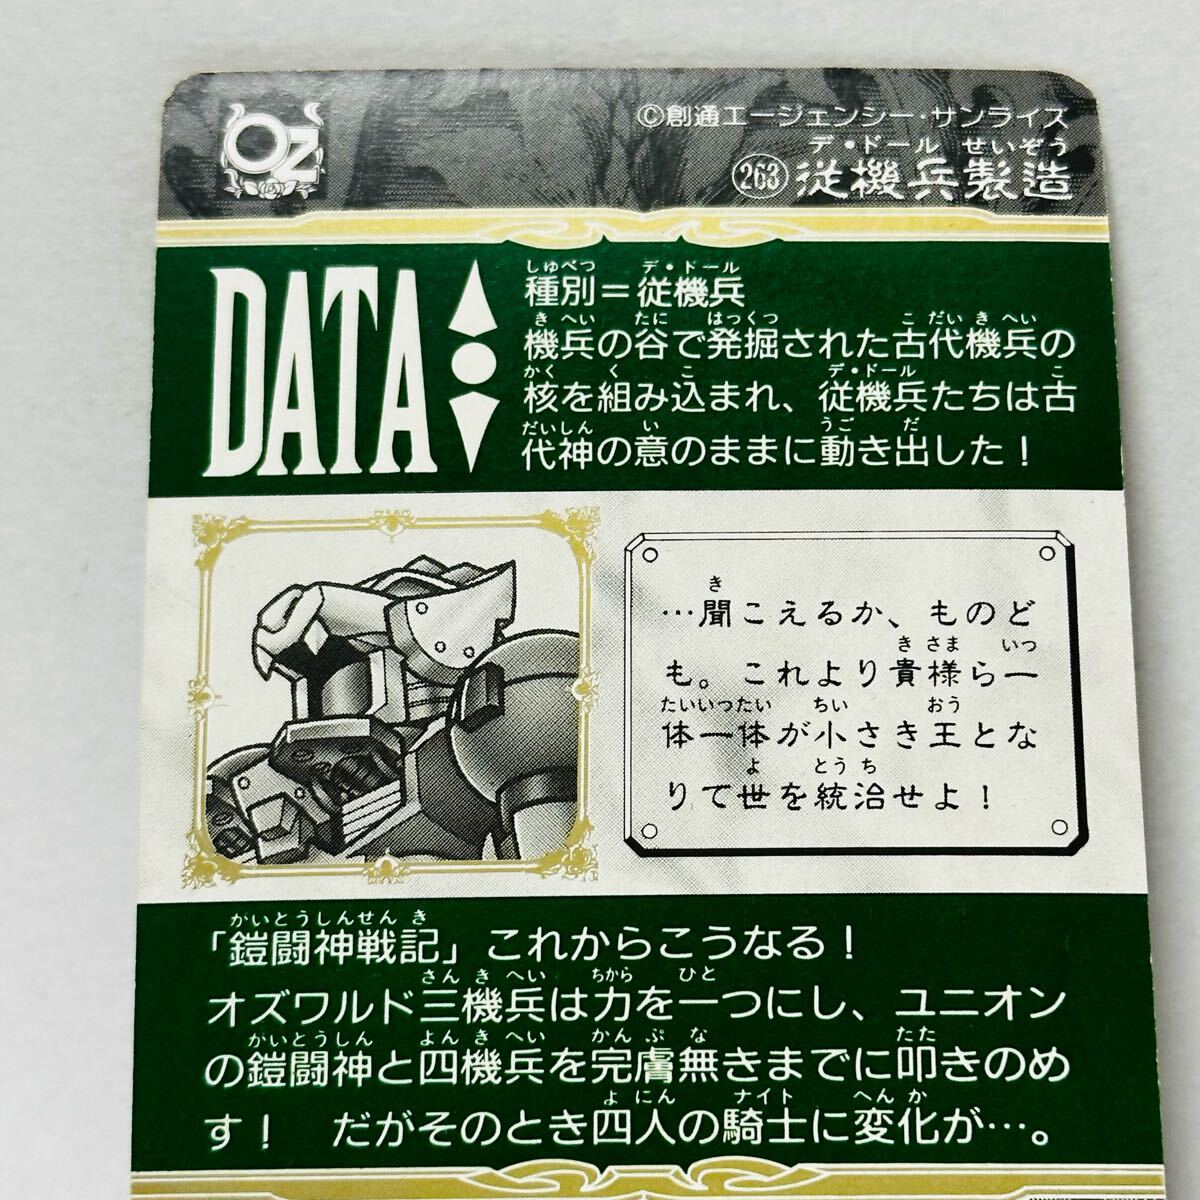 OZ
©創通エージェンシー・サンライズ
デ・ドール せいぞう
263 従機兵製造
DATA
しゅべつ デ・ドール
種別=従機兵
き へい たに はっくつ こ だい き へい
機兵の谷で発掘された古代機兵の
かく く こ デ・ドール こ
核を組み込まれ、従機兵たちは古
だいしん い うご だ
代神の意のままに動き出した！
き
…聞こえるか、ものど
き さま いつ
も。これより貴様ら一
たいいったい ちい おう
体一体が小さき王とな
よ とう ち
りて世を統治せよ！
がいとうしんせん き
「鎧闘神戦記」これからこうなる！
さん き へい ちから ひと
オズワルド三機兵は力を一つにし、ユニオン
がいとうしん よん き へい かん ぷ な たた
の鎧闘神と四機兵を完膚無きまでに叩きのめ
よ にん ナイト へん か
す！ だがそのとき四人の騎士に変化が…。